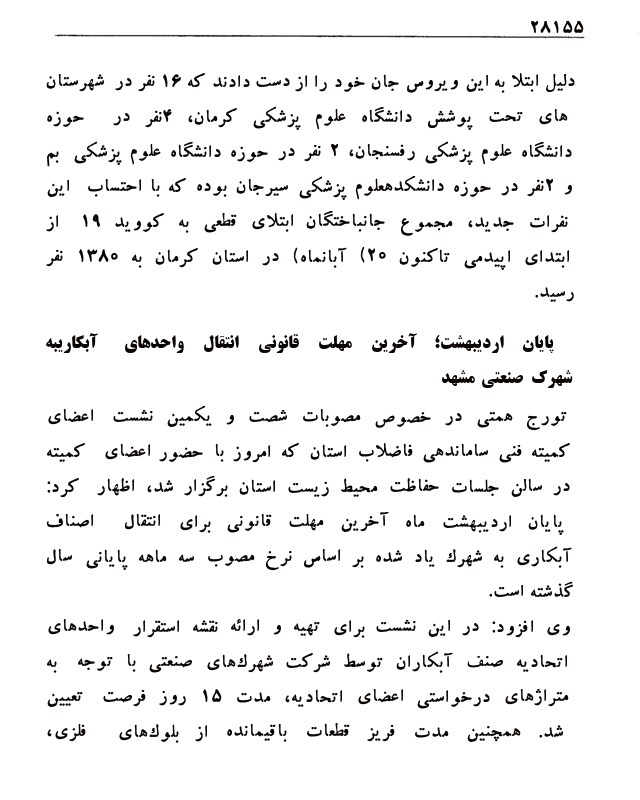 ۲۸۱۵۵
دلیل ابتلا به این ویروس جان خود را از دست دادند که ۱۶ نفر در شهرستان
های تحت پوشش دانشگاه علوم پزشکی کرمان، ۴نفر در حوزه
دانشگاه علوم پزشکی رفسنجان، ۲ نفر در حوزه دانشگاه علوم پزشکی بم
و ۲نفر در حوزه دانشکدهعلوم پزشکی سیرجان بوده که با احتساب این
نفرات جدید، مجموع جانباختگان ابتلای قطعی به کووید ۱۹ از
ابتدای اپیدمی تاکنون ۲۰) آبانماه) در استان کرمان به ۱۳۸۰ نفر
رسید.
پایان اردیبهشت؛ آخرین مهلت قانونی انتقال واحدهای آبکاریبه
شهرک صنعتی مشهد
تورج همتی در خصوص مصوبات شصت و یکمین نشست اعضای
کمیته فنی ساماندهی فاضلاب استان که امروز با حضور اعضای کمیته
در سالن جلسات حفاظت محیط زیست استان برگزار شد، اظهار کرد:
پایان اردیبهشت ماه آخرین مهلت قانونی برای انتقال اصناف
آبکاری به شهرك یاد شده بر اساس نرخ مصوب سه ماهه پایانی سال
گذشته است.
وی افزود: در این نشست برای تهیه و ارائه نقشه استقرار واحدهای
اتحادیه صنف آبکاران توسط شرکت شهرك‌های صنعتی با توجه به
متراژهای درخواستی اعضای اتحادیه، مدت ۱۵ روز فرصت تعیین
شد. همچنین مدت فریز قطعات باقیمانده از بلوك‌های فلزی،